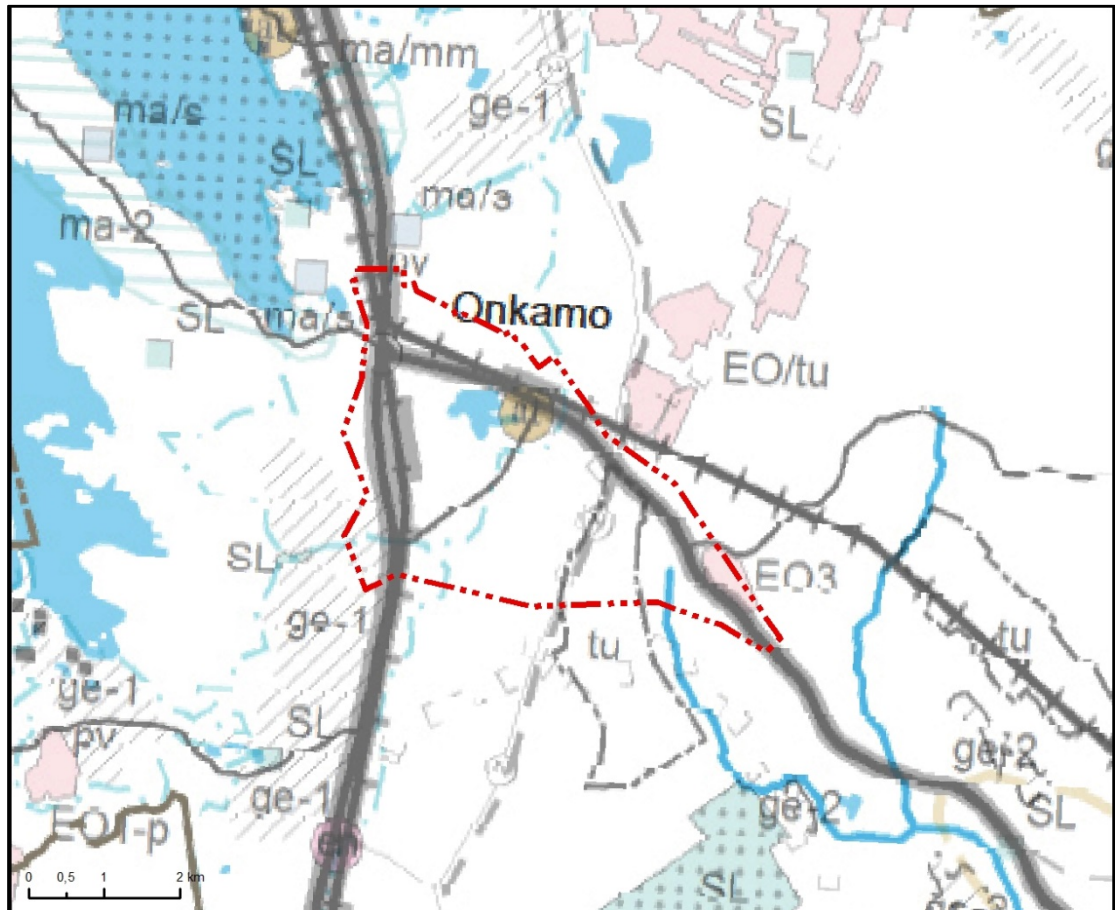 ma/mm
ge-1
SL
ma/s
SL
ma/s
ma-2
pv
Onkamo
SL
ma/s
EO/tu
SL
EO3
ge-1
tu
tu
ge-1
pv
SL
ge-2
ge-1
ge-2
SL
EO1-p
en
SL
0 0,5 1 2 km